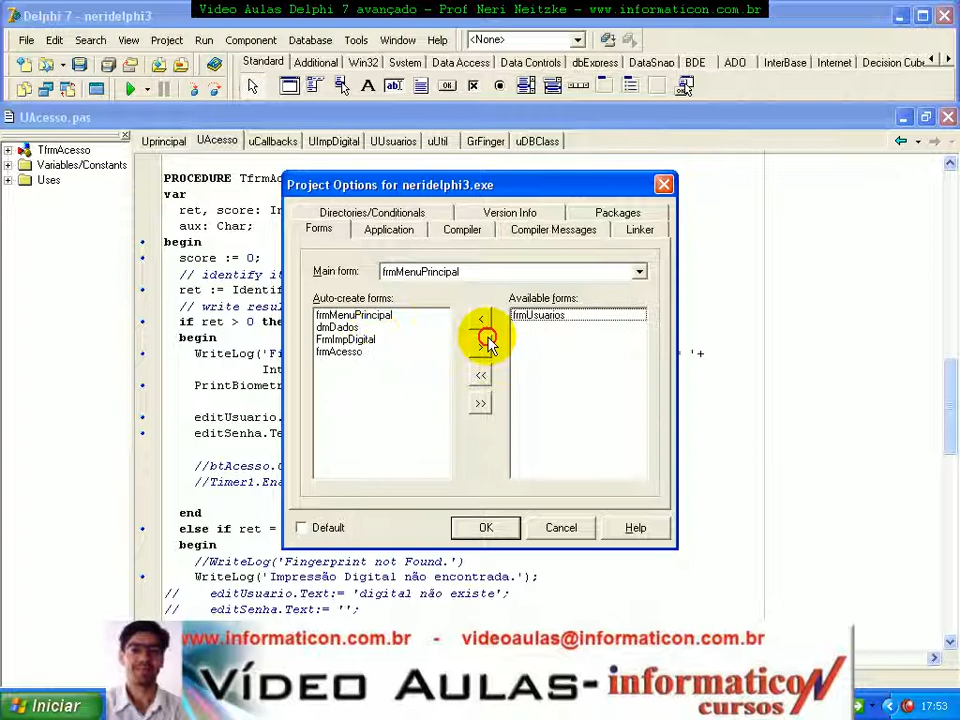 Video Aulas Delphi 7 avançado - Prof Neri Neitzke - www.informaticon.com.br
Delphi 7 - neridelphi3
File Edit Search View Project Run Component Database Tools Window Help <None>
Standard Additional Win32 System Data Access Data Controls dbExpress DataSnap BDE ADO InterBase Internet Decision Cube
UAcesso.pas
TfrmAcesso
Variables/Constants
Uses
Uprincipal UAcesso uCallbacks UImpDigital UUsuarios uUtil GrFinger uDBClass
PROCEDURE TfrmA
var
ret, score: In
aux: Char;
begin
score := 0;
// identify it
ret := Identif
// write resul
if ret > 0 the
begin
WriteLog('Fi = '+
Int
PrintBiomet
editUsuario.
editSenha.Te
//btAcesso.C
//Timer1.Ena
end
else if ret =
begin
//WriteLog('Fingerprint not Found.')
WriteLog('Impressão Digital não encontrada.');
// editUsuario.Text:= 'digital não existe';
// editSenha.Text:= '';
Project Options for neridelphi3.exe
Directories/Conditionals Version Info Packages
Forms Application Compiler Compiler Messages Linker
Main form: frmMenuPrincipal
Auto-create forms:
frmMenuPrincipal
dmDados
FrmImpDigital
frmAcesso
<
>
<<
>>
Available forms:
frmUsuarios
Default OK Cancel Help
www.informaticon.com.br - videoaulas@informaticon.com.br
VÍDEO AULAS- informaticon
cursos
Iniciar
17:53